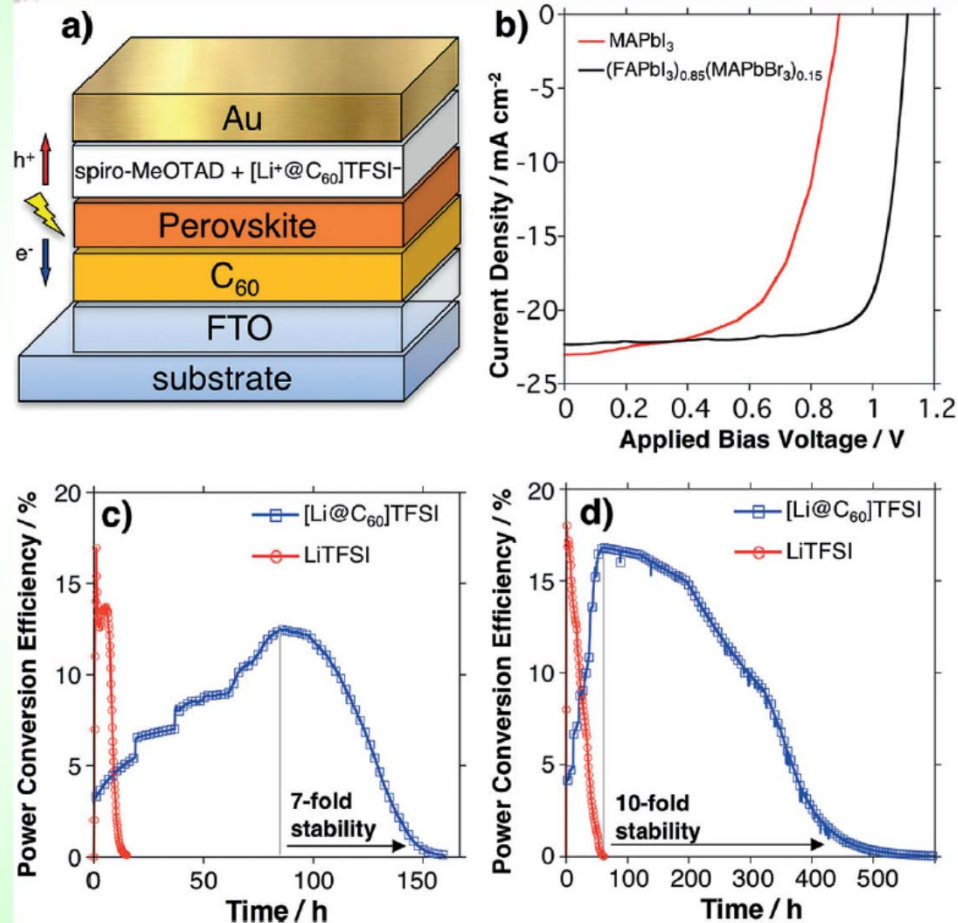 a)
Au
h⁺
spiro-MeOTAD + [Li⁺@C₆₀]TFSI⁻
Perovskite
e⁻
C₆₀
FTO
substrate
b)
MAPbI₃
(FAPbI₃)₀.₈₅(MAPbBr₃)₀.₁₅
Current Density / mA cm⁻²
0
-5
-10
-15
-20
-25
0 0.2 0.4 0.6 0.8 1 1.2
Applied Bias Voltage / V
c)
[Li@C₆₀]TFSI
LiTFSI
Power Conversion Efficiency / %
20
15
10
5
0
7-fold
stability
0 50 100 150
Time / h
d)
[Li@C₆₀]TFSI
LiTFSI
Power Conversion Efficiency / %
20
15
10
5
0
10-fold
stability
0 100 200 300 400 500
Time / h